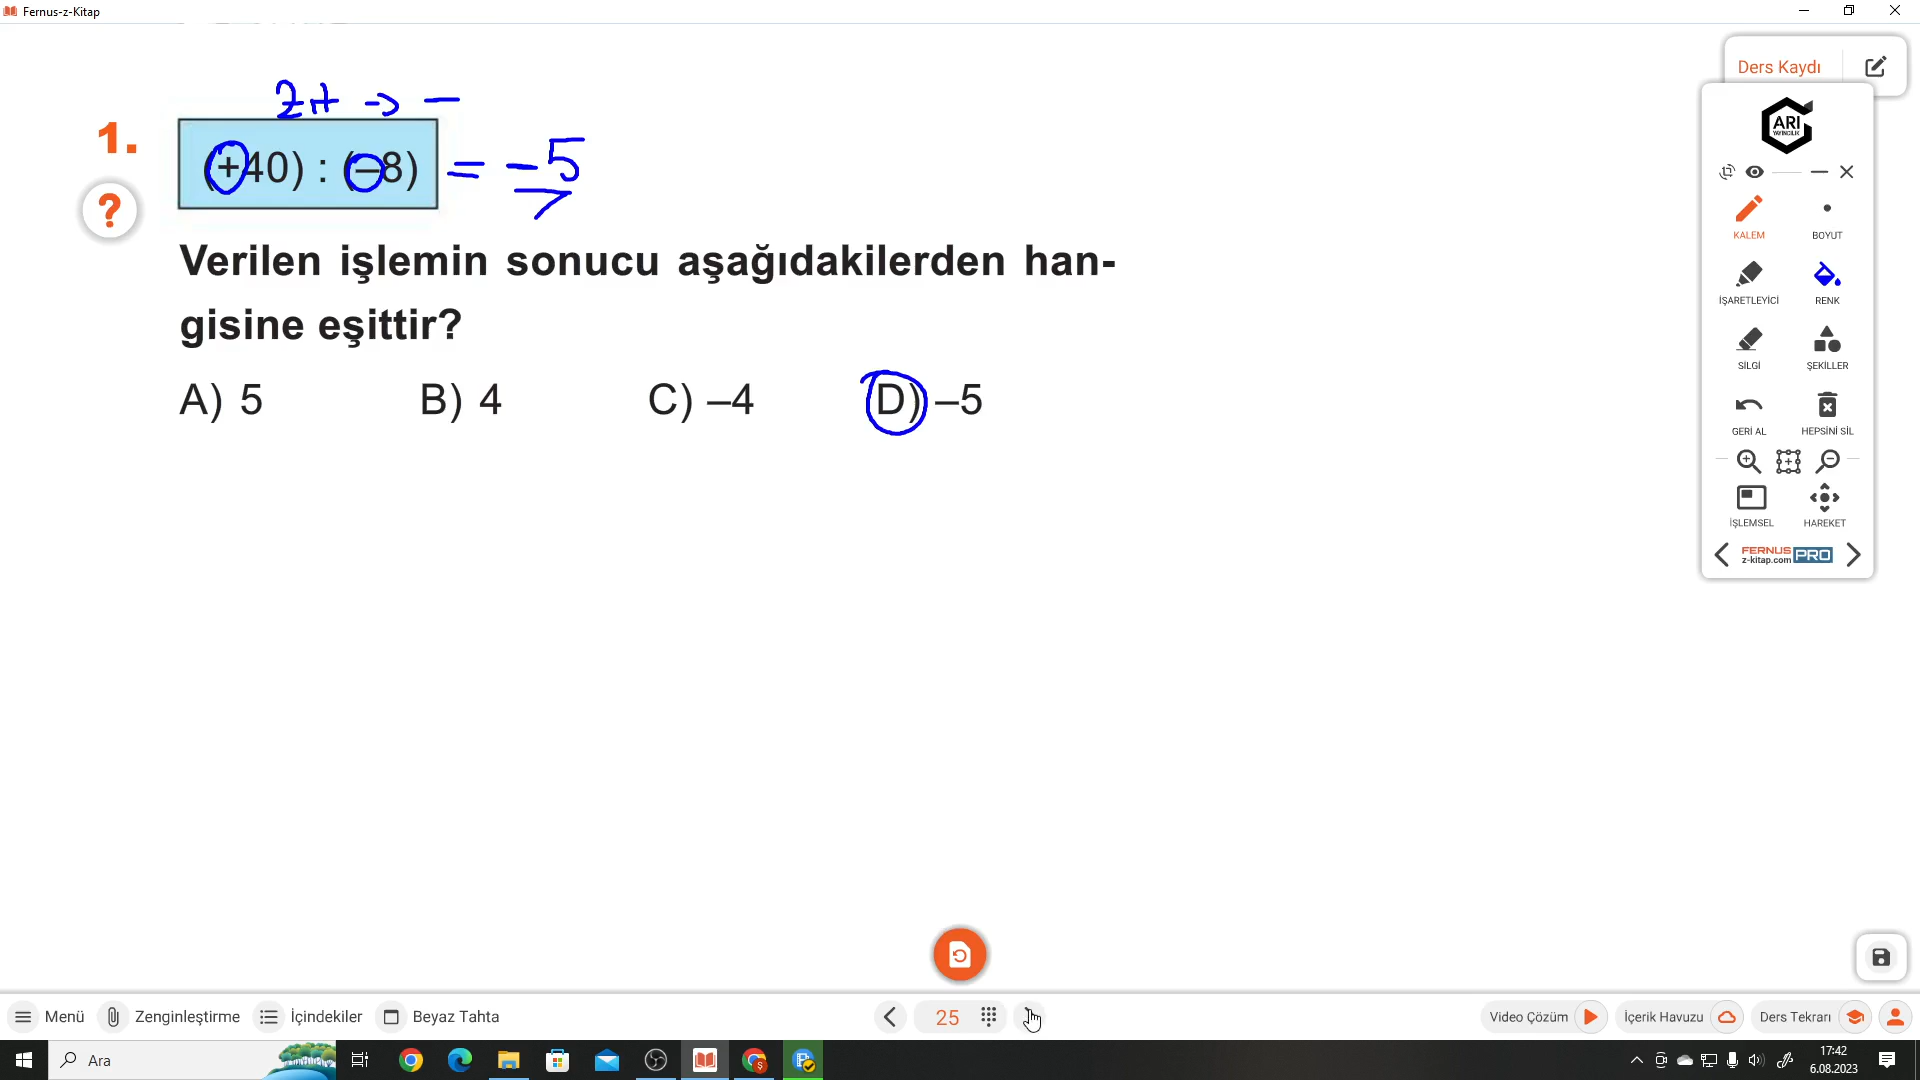 Fernus-z-Kitap
Ders Kaydı
zıt → –
1.
(+40) : (–8) = –5
?
Verilen işlemin sonucu aşağıdakilerden han-
gisine eşittir?
A) 5 B) 4 C) –4 D) –5
ARI
YAYINCILIK
KALEM BOYUT
İŞARETLEYİCİ RENK
SİLGİ ŞEKİLLER
GERİ AL HEPSİNİ SİL
İŞLEMSEL HAREKET
FERNUS PRO
z-kitap.com
Menü Zenginleştirme İçindekiler Beyaz Tahta 25 Video Çözüm İçerik Havuzu Ders Tekrarı
Ara
17:42
6.08.2023